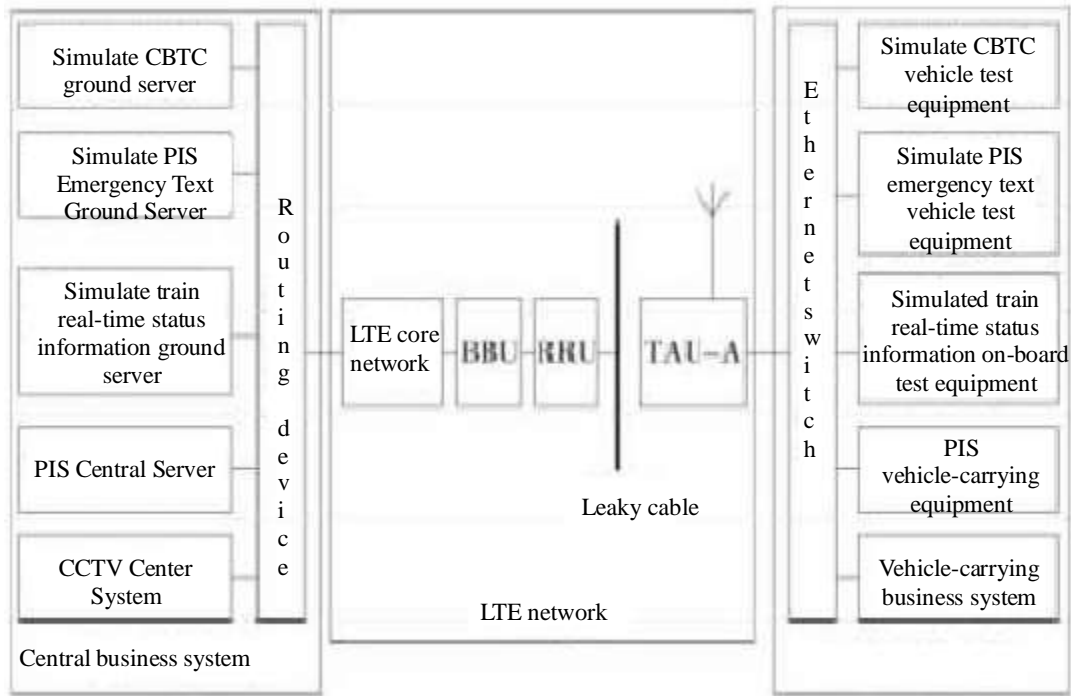 Simulate CBTC
ground server
Simulate PIS
Emergency Text
Ground Server
Simulate train
real-time status
information ground
server
PIS Central Server
CCTV Center
System
Routing device
Central business system
LTE core
network
BBU
RRU
TAU-A
Leaky cable
LTE network
Ethernetswitch
Simulate CBTC
vehicle test
equipment
Simulate PIS
emergency text
vehicle test
equipment
Simulated train
real-time status
information on-board
test equipment
PIS
vehicle-carrying
equipment
Vehicle-carrying
business system